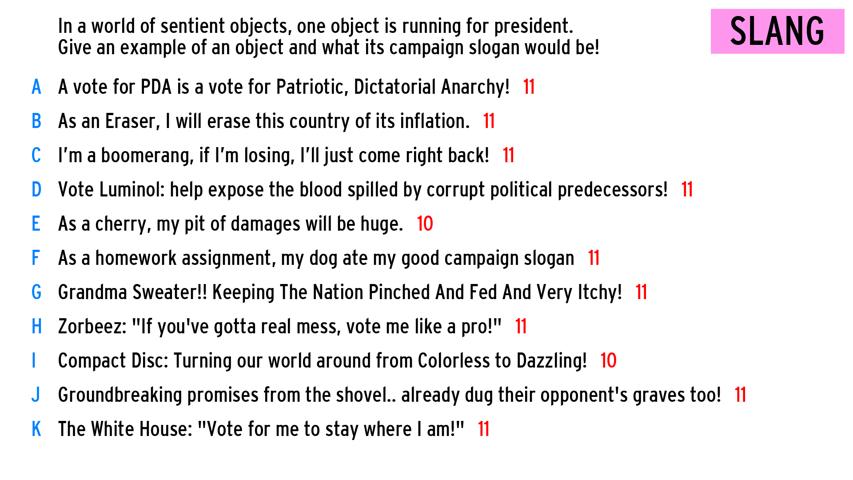 In a world of sentient objects, one object is running for president.
Give an example of an object and what its campaign slogan would be!
SLANG
A A vote for PDA is a vote for Patriotic, Dictatorial Anarchy! 11
B As an Eraser, I will erase this country of its inflation. 11
C I'm a boomerang, if I'm losing, I'll just come right back! 11
D Vote Luminol: help expose the blood spilled by corrupt political predecessors! 11
E As a cherry, my pit of damages will be huge. 10
F As a homework assignment, my dog ate my good campaign slogan 11
G Grandma Sweater!! Keeping The Nation Pinched And Fed And Very Itchy! 11
H Zorbeez: "If you've gotta real mess, vote me like a pro!" 11
I Compact Disc: Turning our world around from Colorless to Dazzling! 10
J Groundbreaking promises from the shovel.. already dug their opponent's graves too! 11
K The White House: "Vote for me to stay where I am!" 11